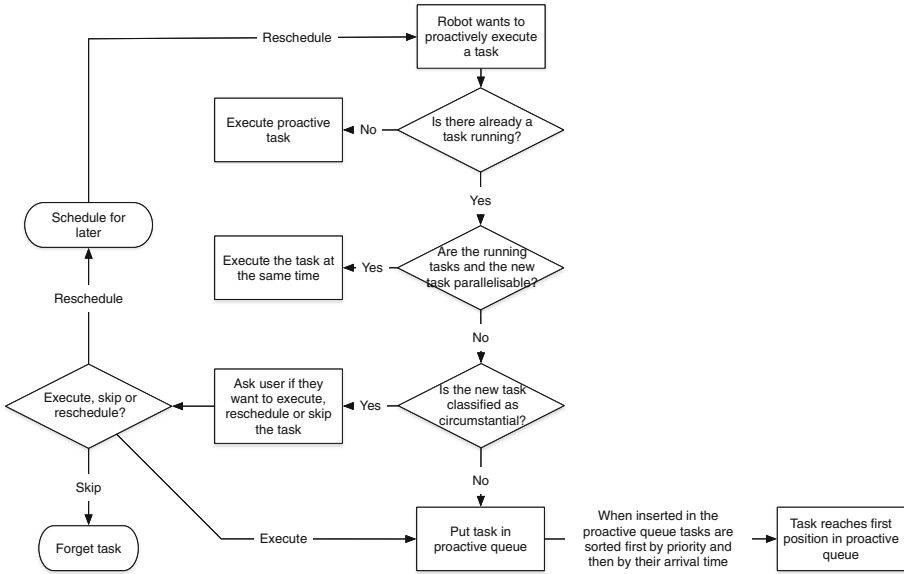 Robot wants to
proactively execute
a task
Reschedule
Is there already a
task running?
No
Execute proactive
task
Yes
Schedule for
later
Are the running
tasks and the new
task parallelisable?
Yes
Execute the task at
the same time
Reschedule
No
Is the new task
classified as
circumstantial?
Yes
Ask user if they
want to execute,
reschedule or skip
the task
Execute, skip or
reschedule?
Skip
No
Forget task
Execute
Put task in
proactive queue
When inserted in the
proactive queue tasks are
sorted first by priority and
then by their arrival time
Task reaches first
position in proactive
queue